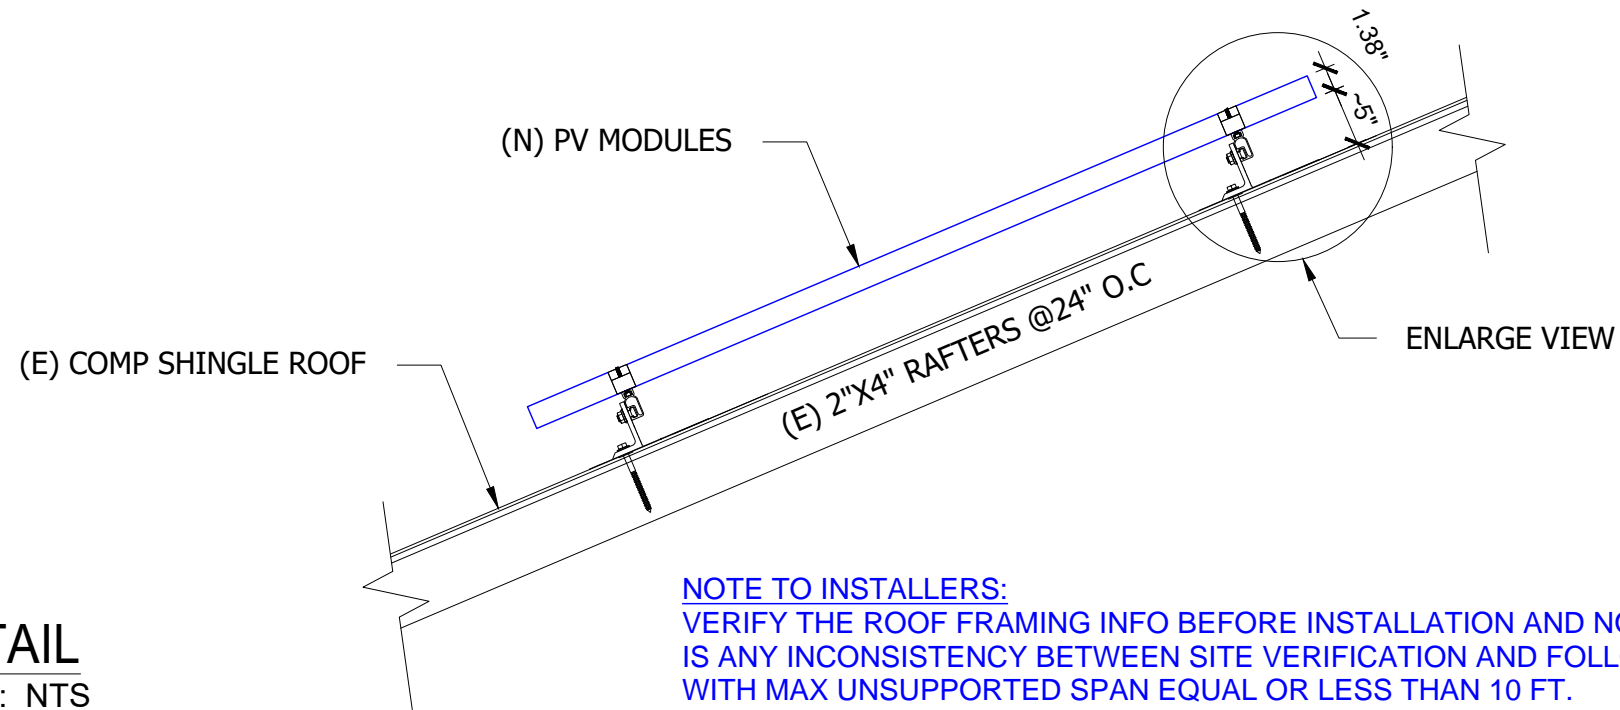 1.38"
~5"
(N) PV MODULES
ENLARGE VIEW
(E) COMP SHINGLE ROOF
(E) 2"X4" RAFTERS @24" O.C
NOTE TO INSTALLERS:
VERIFY THE ROOF FRAMING INFO BEFORE INSTALLATION AND
IS ANY INCONSISTENCY BETWEEN SITE VERIFICATION AND
WITH MAX UNSUPPORTED SPAN EQUAL OR LESS THAN 10 FT.
TAIL
: NTS